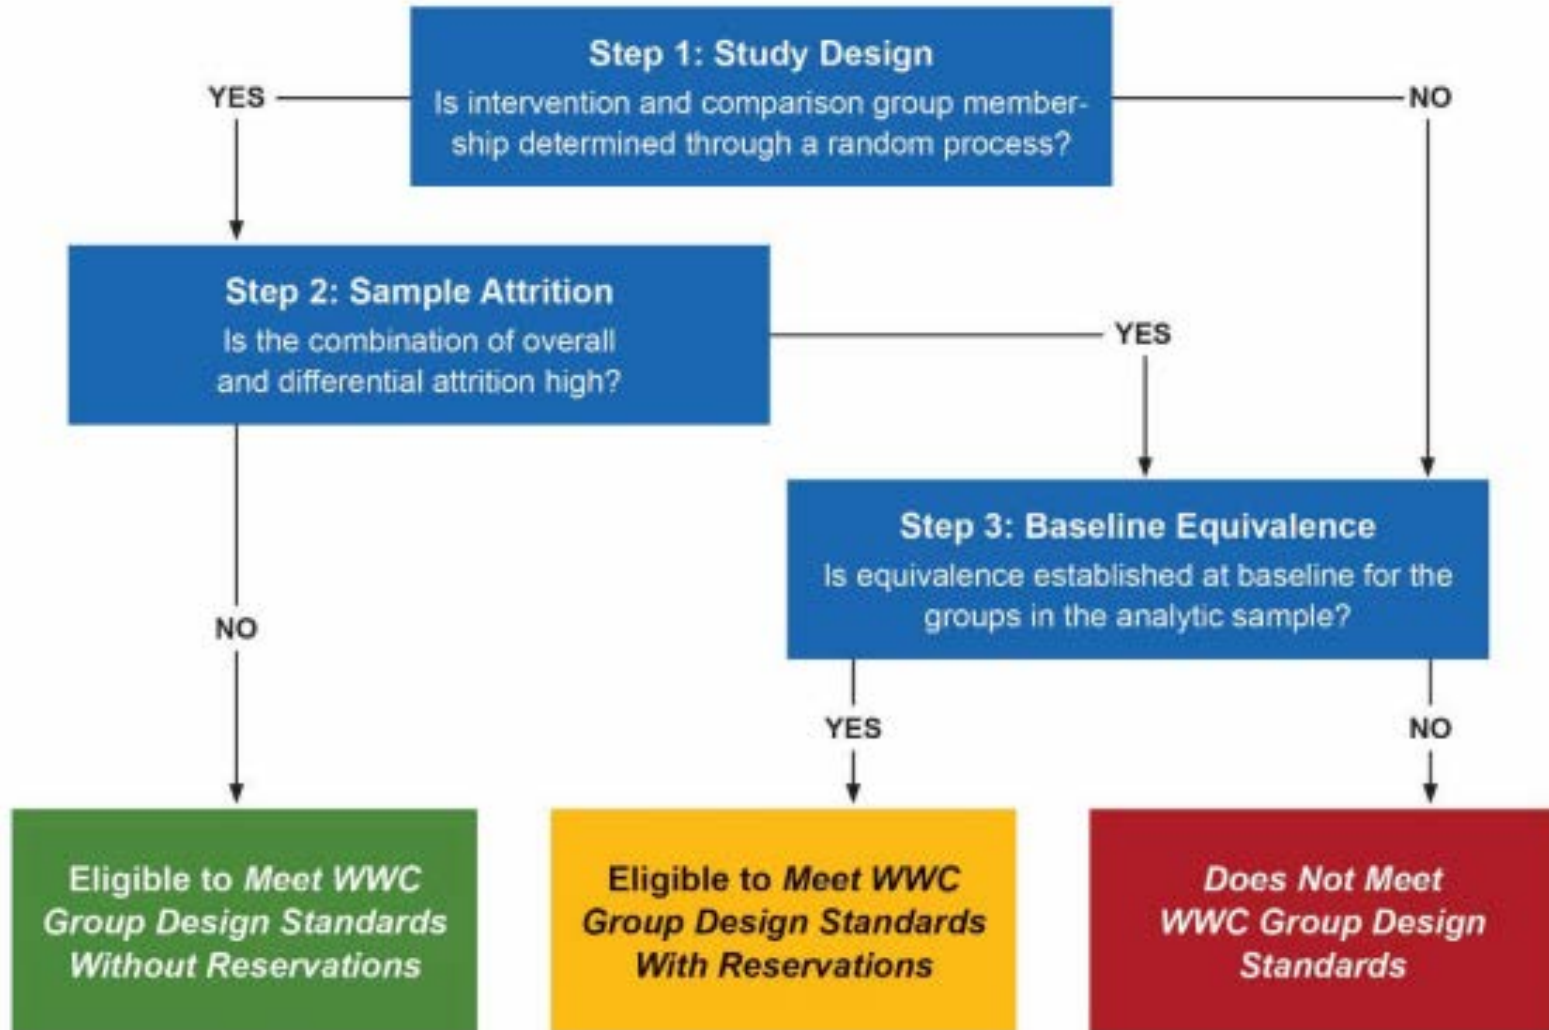 Step 1: Study Design
Is intervention and comparison group member-
ship determined through a random process?
YES
NO
Step 2: Sample Attrition
Is the combination of overall
and differential attrition high?
YES
Step 3: Baseline Equivalence
Is equivalence established at baseline for the
groups in the analytic sample?
NO
YES
NO
Eligible to Meet WWC
Group Design Standards
Without Reservations
Eligible to Meet WWC
Group Design Standards
With Reservations
Does Not Meet
WWC Group Design
Standards